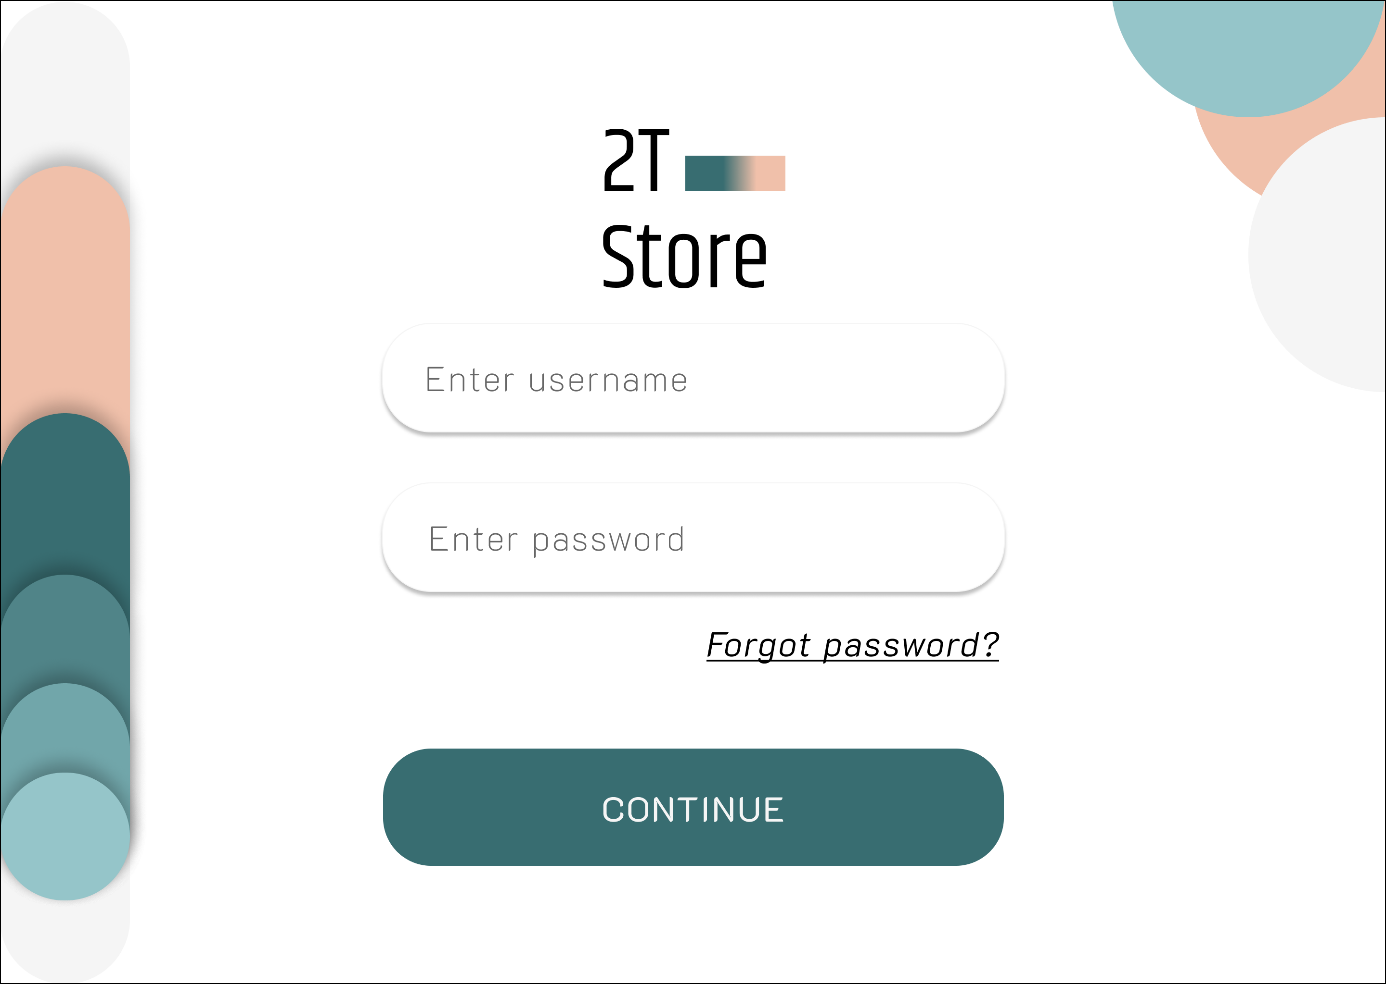 2T
Store
Enter username
Enter password
Forgot password?
CONTINUE